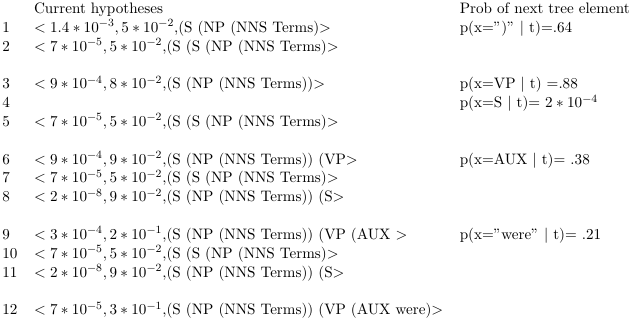 Current hypotheses Prob of next tree element
1 < 1.4 ∗ 10⁻³, 5 ∗ 10⁻²,(S (NP (NNS Terms)> p(x=")" | t)=.64
2 < 7 ∗ 10⁻⁵, 5 ∗ 10⁻²,(S (S (NP (NNS Terms)>
3 < 9 ∗ 10⁻⁴, 8 ∗ 10⁻²,(S (NP (NNS Terms))> p(x=VP | t) =.88
4 p(x=S | t)= 2 ∗ 10⁻⁴
5 < 7 ∗ 10⁻⁵, 5 ∗ 10⁻²,(S (S (NP (NNS Terms)>
6 < 9 ∗ 10⁻⁴, 9 ∗ 10⁻²,(S (NP (NNS Terms)) (VP> p(x=AUX | t)= .38
7 < 7 ∗ 10⁻⁵, 5 ∗ 10⁻²,(S (S (NP (NNS Terms)>
8 < 2 ∗ 10⁻⁸, 9 ∗ 10⁻²,(S (NP (NNS Terms)) (S>
9 < 3 ∗ 10⁻⁴, 2 ∗ 10⁻¹,(S (NP (NNS Terms)) (VP (AUX > p(x="were" | t)= .21
10 < 7 ∗ 10⁻⁵, 5 ∗ 10⁻²,(S (S (NP (NNS Terms)>
11 < 2 ∗ 10⁻⁸, 9 ∗ 10⁻²,(S (NP (NNS Terms)) (S>
12 < 7 ∗ 10⁻⁵, 3 ∗ 10⁻¹,(S (NP (NNS Terms)) (VP (AUX were)>